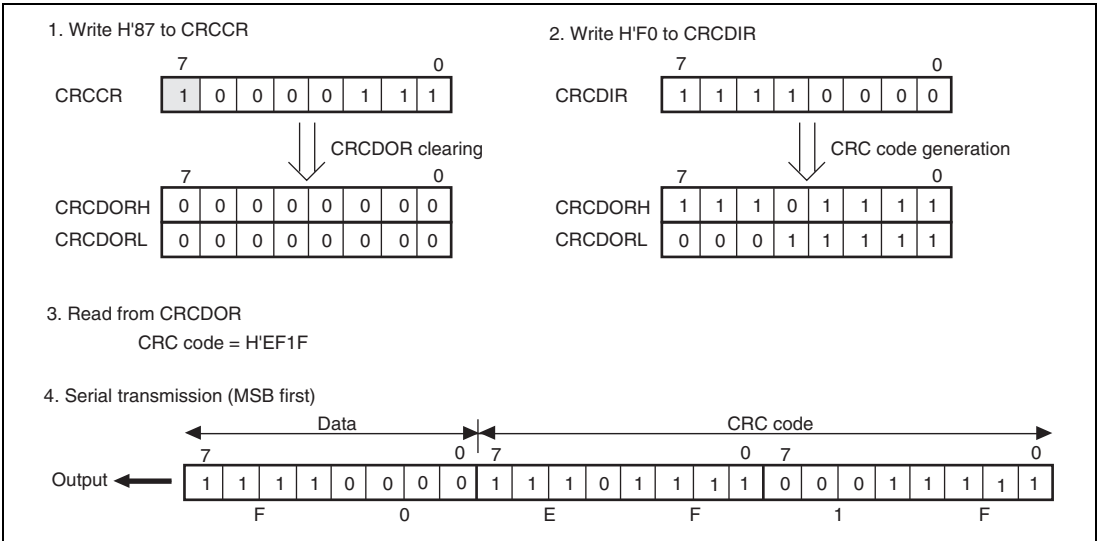 1. Write H'87 to CRCCR
2. Write H'F0 to CRCDIR
7 0
CRCCR 1 0 0 0 0 1 1 1
7 0
CRCDIR 1 1 1 1 0 0 0 0
CRCDOR clearing
CRC code generation
7 0
CRCDORH 0 0 0 0 0 0 0 0
CRCDORL 0 0 0 0 0 0 0 0
7 0
CRCDORH 1 1 1 0 1 1 1 1
CRCDORL 0 0 0 1 1 1 1 1
3. Read from CRCDOR
CRC code = H'EF1F
4. Serial transmission (MSB first)
Data CRC code
7 0 7 0 7 0
Output 1 1 1 1 0 0 0 0 1 1 1 0 1 1 1 1 0 0 0 1 1 1 1 1
F 0 E F 1 F